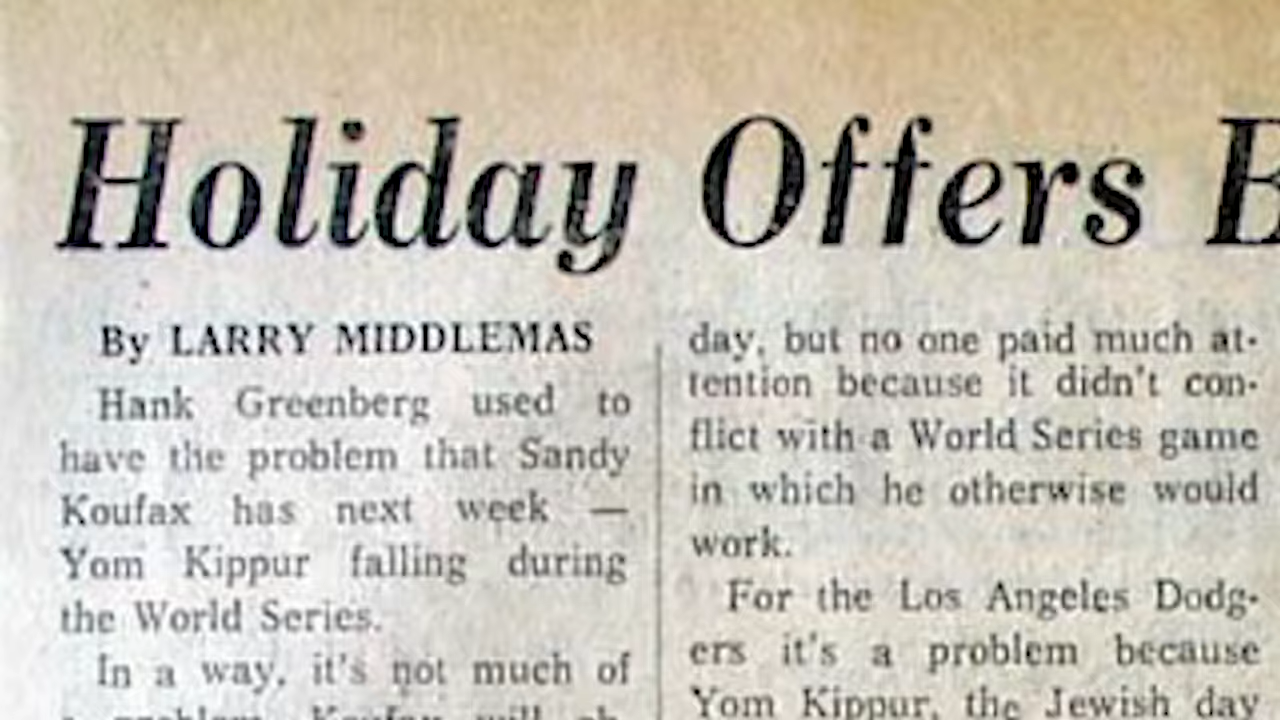 Holiday Offers
By LARRY MIDDLEMAS
Hank Greenberg used to
have the problem that Sandy
Koufax has next week —
Yom Kippur falling during
the World Series.
In a way, it's not much of
problem. Koufax will
day, but no one paid much at-
tention because it didn't con-
flict with a World Series game
in which he otherwise would
work.
For the Los Angeles Dodg-
ers it's a problem because
Yom Kippur, the Jewish day